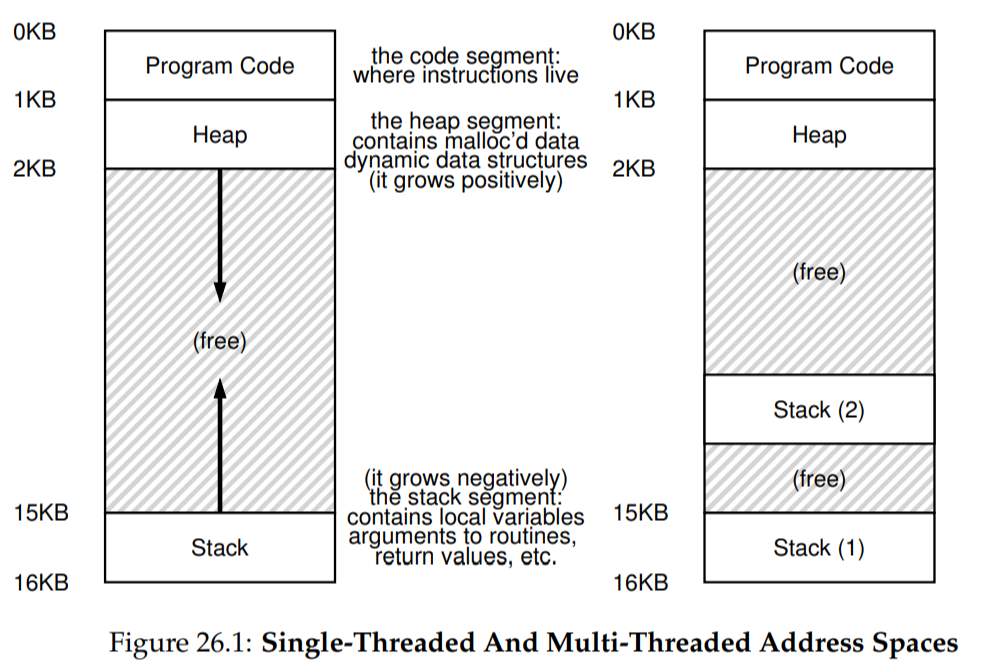 0KB
Program Code
1KB
Heap
2KB
(free)
15KB
Stack
16KB
the code segment:
where instructions live
the heap segment:
contains malloc'd data
dynamic data structures
(it grows positively)
(it grows negatively)
the stack segment:
contains local variables
arguments to routines,
return values, etc.
0KB
Program Code
1KB
Heap
2KB
(free)
Stack (2)
(free)
15KB
Stack (1)
16KB
Figure 26.1: Single-Threaded And Multi-Threaded Address Spaces